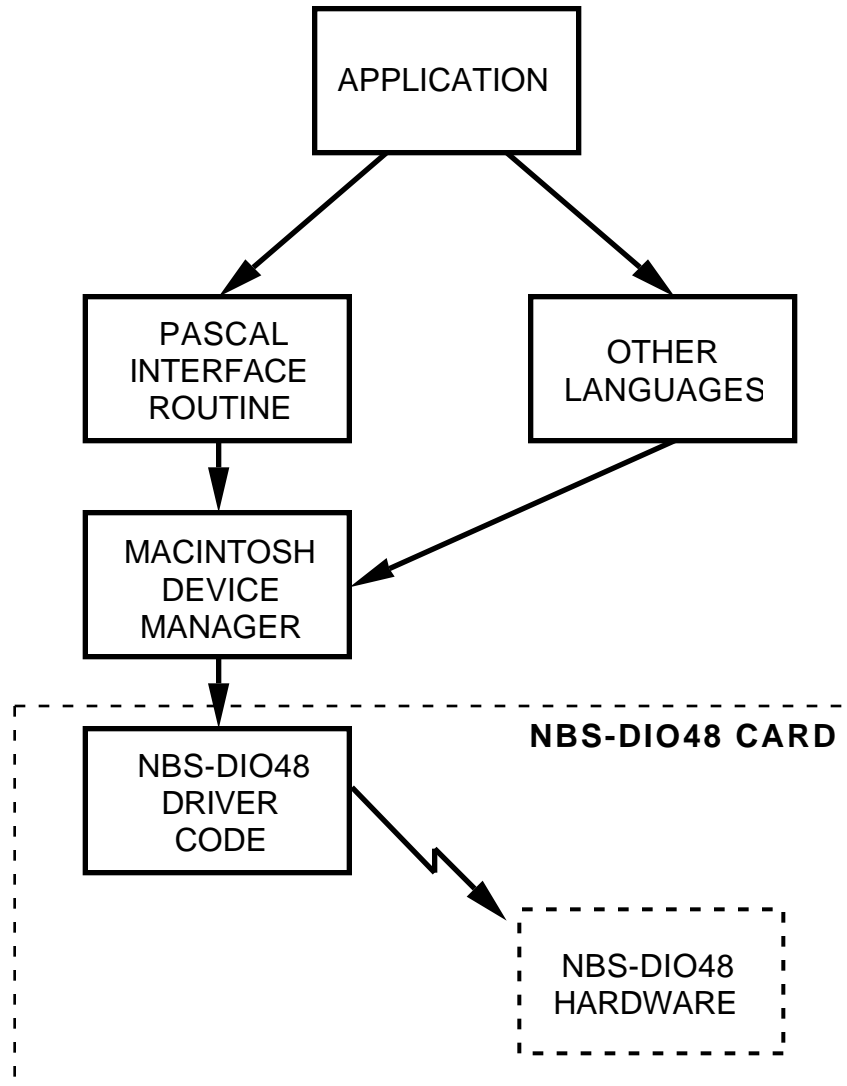 APPLICATION
PASCAL
INTERFACE
ROUTINE
OTHER
LANGUAGES
MACINTOSH
DEVICE
MANAGER
NBS-DIO48 CARD
NBS-DIO48
DRIVER
CODE
NBS-DIO48
HARDWARE